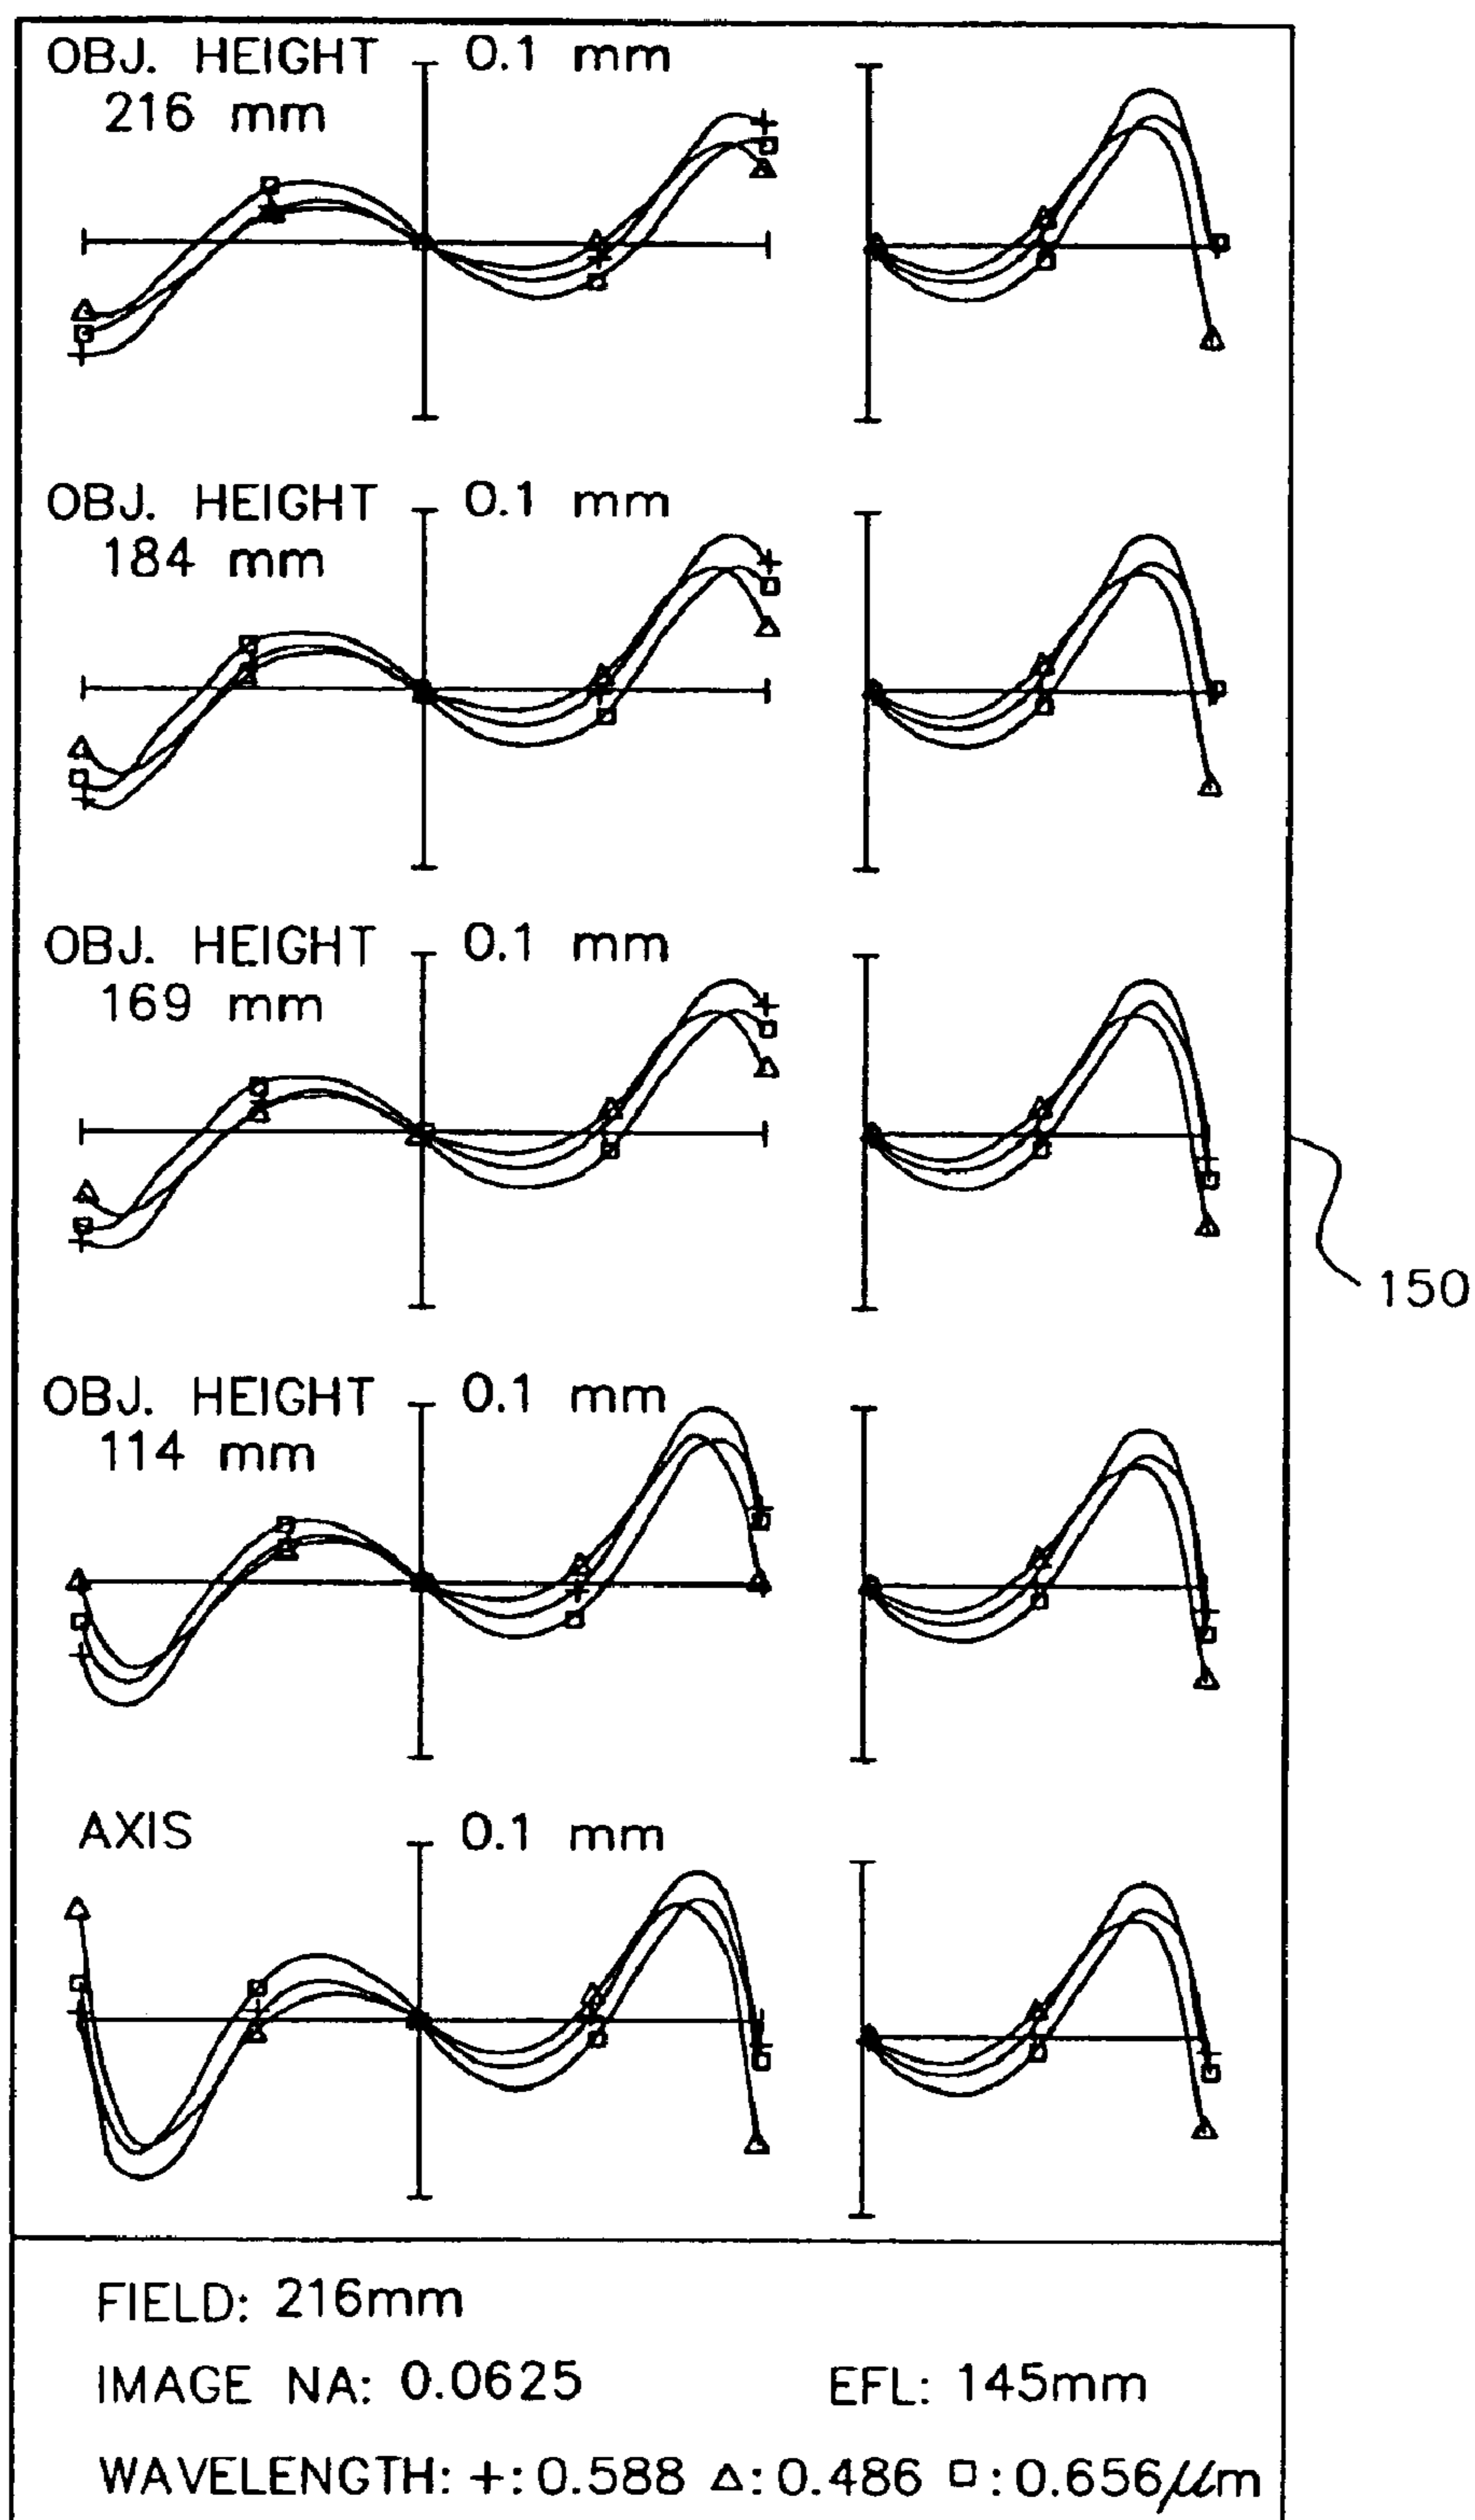 OBJ. HEIGHT 0.1 mm
216 mm
OBJ. HEIGHT 0.1 mm
184 mm
OBJ. HEIGHT 0.1 mm
169 mm
150
OBJ. HEIGHT 0.1 mm
114 mm
AXIS 0.1 mm
FIELD: 216mm
IMAGE NA: 0.0625 EFL: 145mm
WAVELENGTH: +: 0.588 △: 0.486 □: 0.656μm